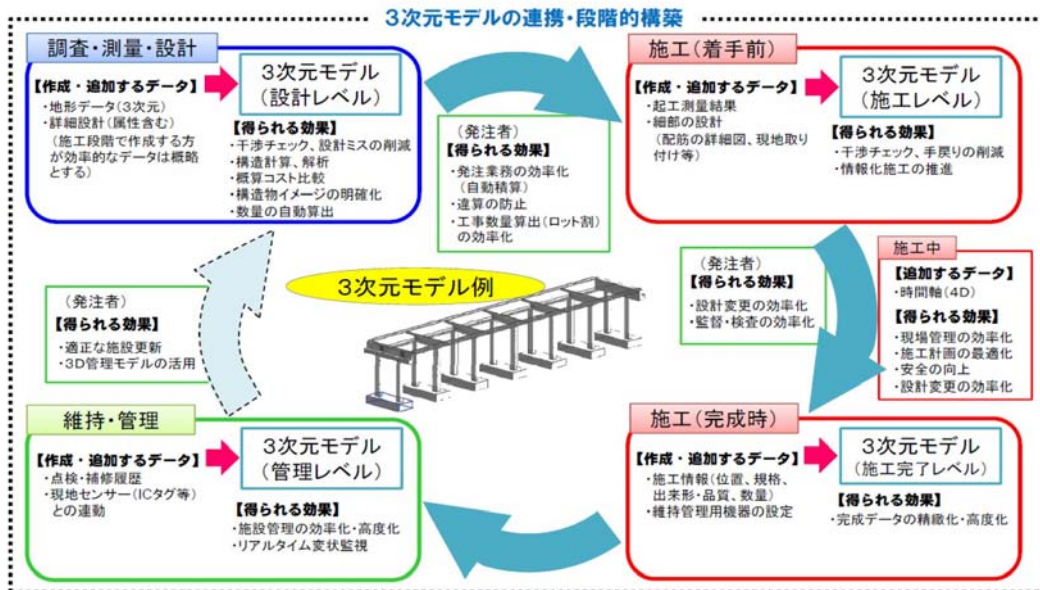 3次元モデルの連携・段階的構築
調査・測量・設計
【作成・追加するデータ】
・地形データ(3次元)
・詳細設計(属性含む)
(施工段階で作成する方
が効率的なデータは概略
とする)
3次元モデル
(設計レベル)
【得られる効果】
・干渉チェック、設計ミスの削減
・構造計算、解析
・概算コスト比較
・構造物イメージの明確化
・数量の自動算出
(発注者)
【得られる効果】
・発注業務の効率化
(自動積算)
・違算の防止
・工事数量算出(ロット割)
の効率化
施工(着手前)
【作成・追加するデータ】
・起工測量結果
・細部の設計
(配筋の詳細図、現地取り
付け等)
3次元モデル
(施工レベル)
【得られる効果】
・干渉チェック、手戻りの削減
・情報化施工の推進
(発注者)
【得られる効果】
・設計変更の効率化
・監督・検査の効率化
施工中
【追加するデータ】
・時間軸(4D)
【得られる効果】
・現場管理の効率化
・施工計画の最適化
・安全の向上
・設計変更の効率化
3次元モデル例
(発注者)
【得られる効果】
・適正な施設更新
・3D管理モデルの活用
維持・管理
【作成・追加するデータ】
・点検・補修履歴
・現地センサー(ICタグ等)
との連動
3次元モデル
(管理レベル)
【得られる効果】
・施設管理の効率化・高度化
・リアルタイム変状監視
施工(完成時)
【作成・追加するデータ】
・施工情報(位置、規格、
出来形・品質、数量)
・維持管理用機器の設定
3次元モデル
(施工完了レベル)
【得られる効果】
・完成データの精緻化・高度化